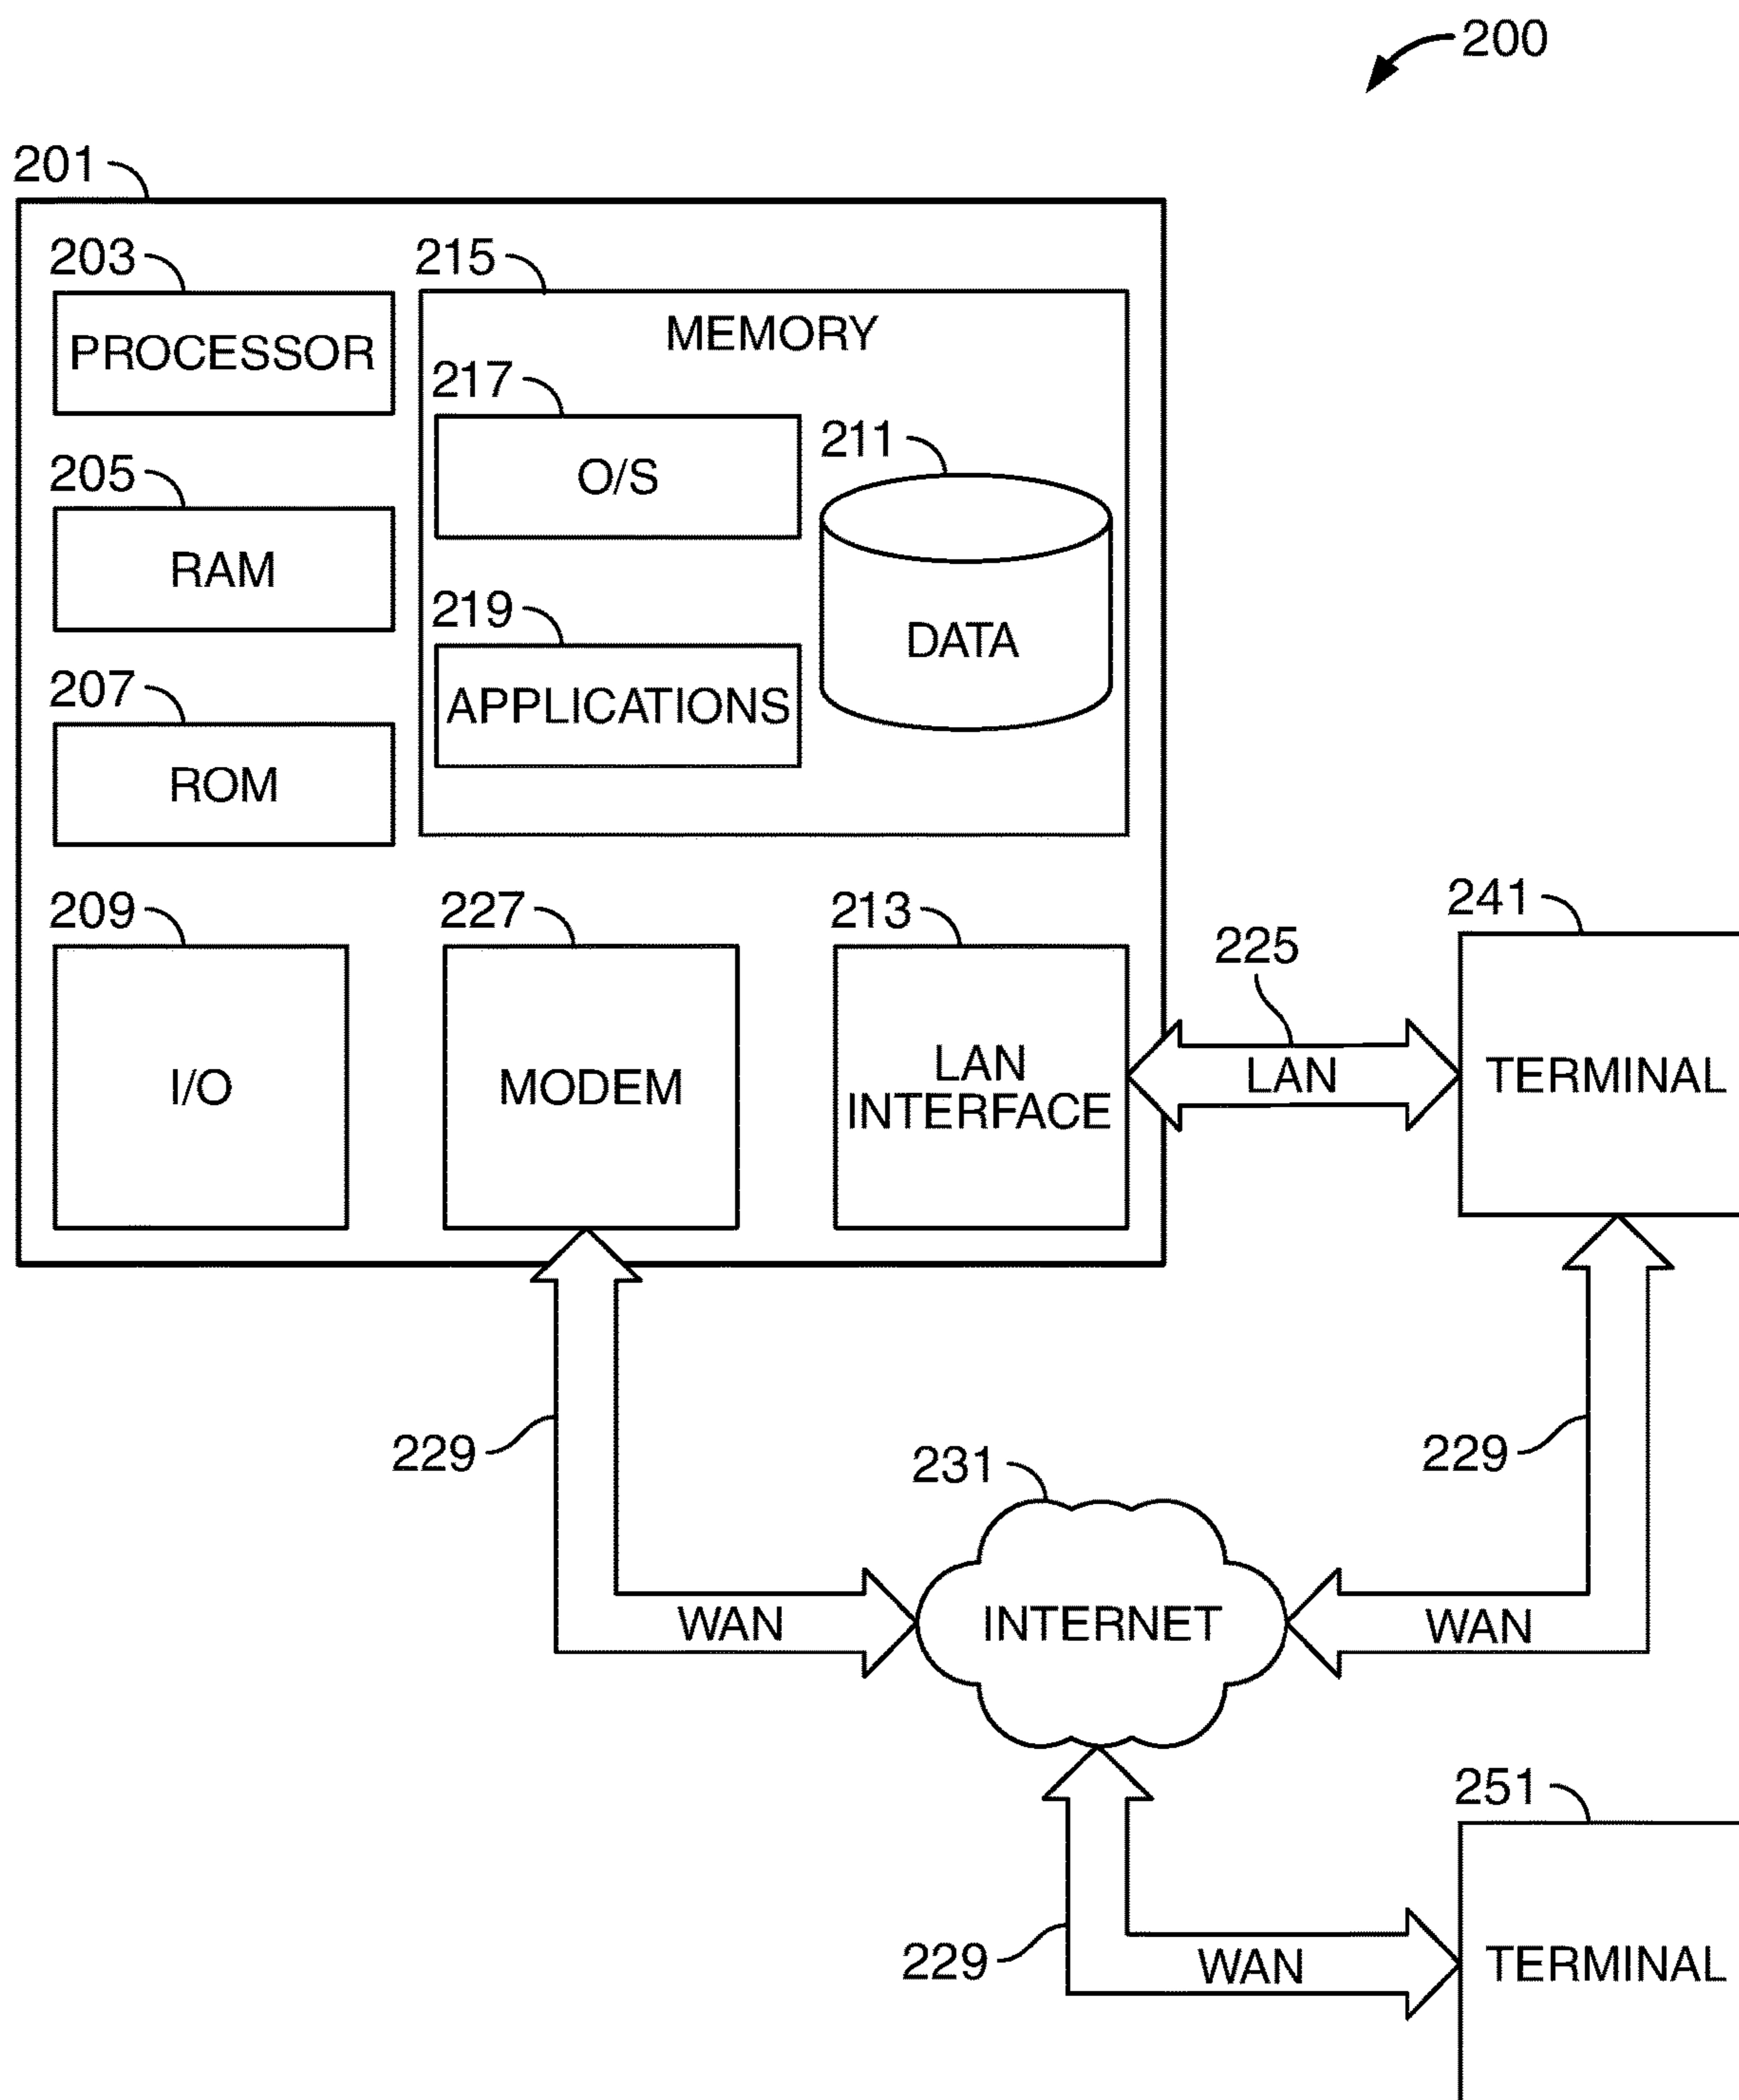 200
201
203
PROCESSOR
205
RAM
207
ROM
215
MEMORY
217
O/S
211
DATA
219
APPLICATIONS
209
I/O
227
MODEM
213
LAN
INTERFACE
225
LAN
241
TERMINAL
229
WAN
231
INTERNET
229
WAN
229
WAN
251
TERMINAL